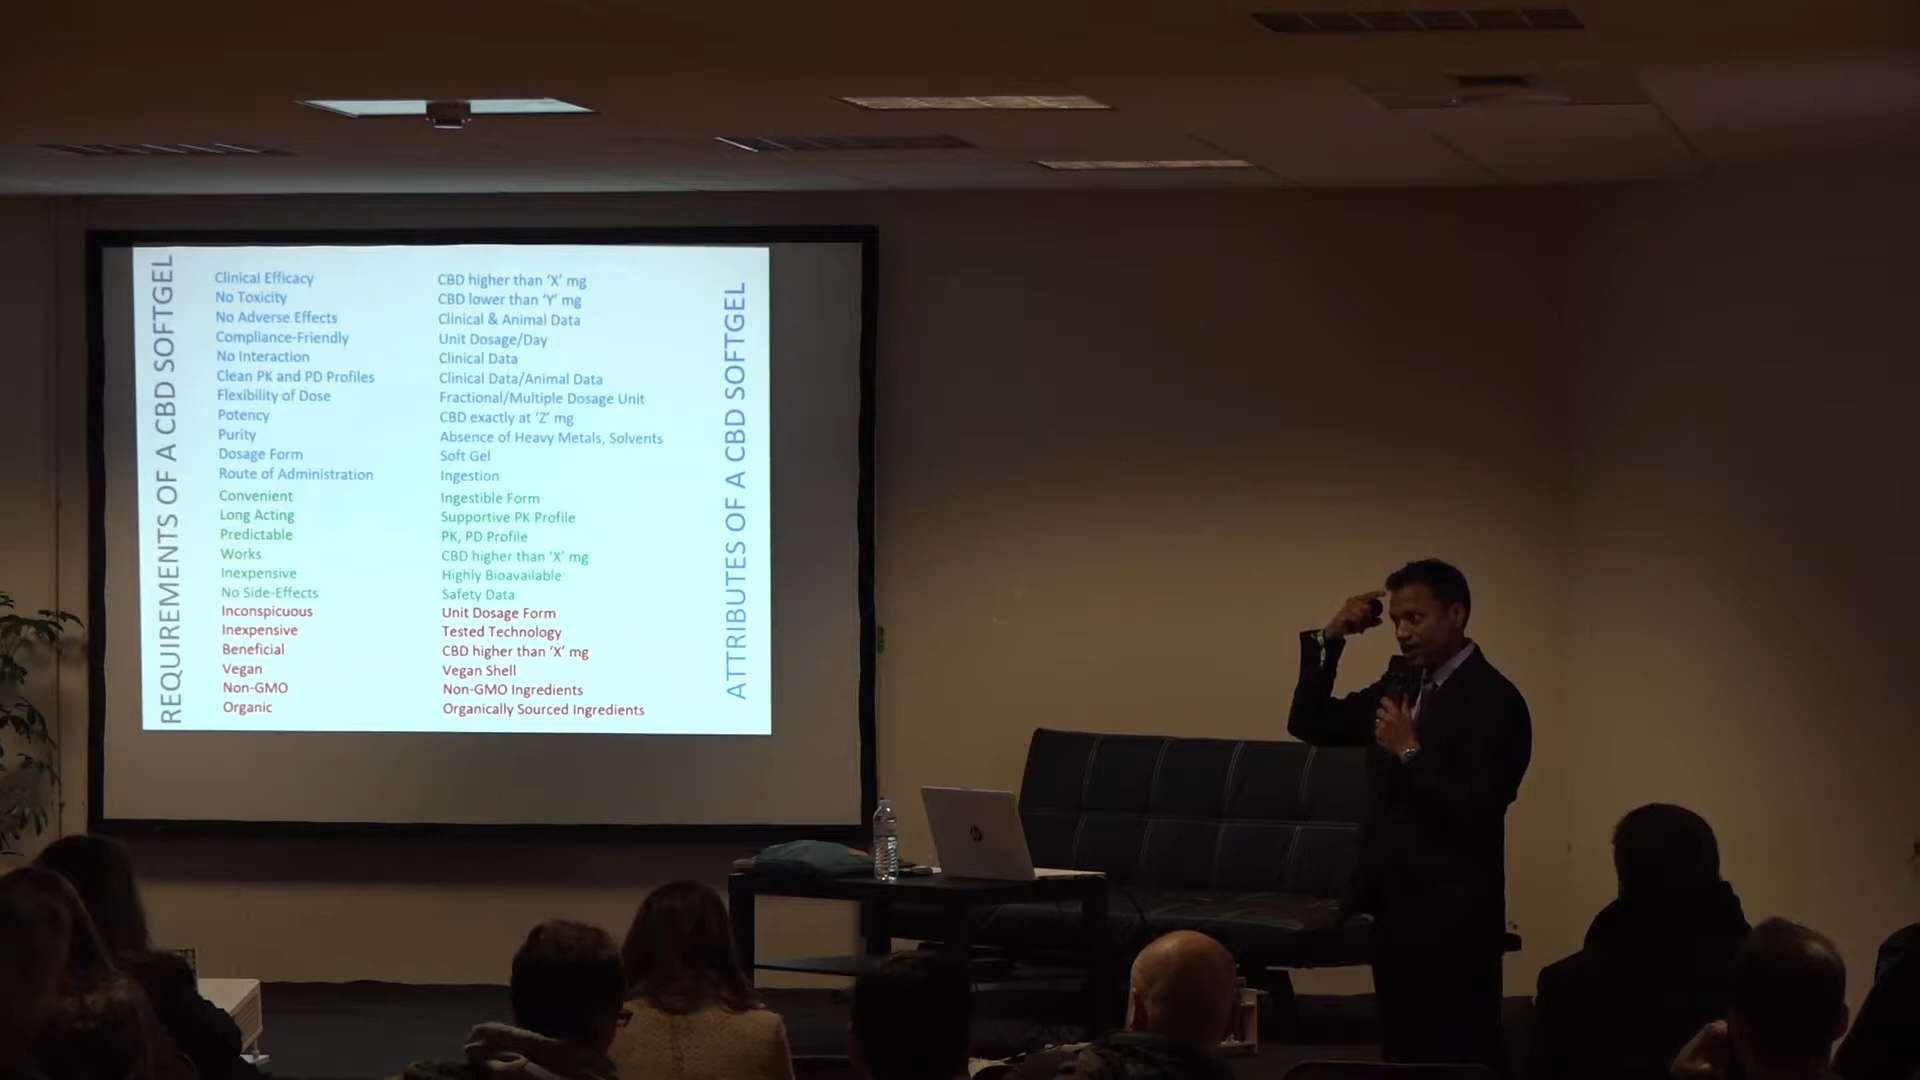 REQUIREMENTS OF A CBD SOFTGEL
Clinical Efficacy CBD higher than ‘X’ mg
No Toxicity CBD lower than ‘Y’ mg
No Adverse Effects Clinical & Animal Data
Compliance-Friendly Unit Dosage/Day
No Interaction Clinical Data
Clean PK and PD Profiles Clinical Data/Animal Data
Flexibility of Dose Fractional/Multiple Dosage Unit
Potency CBD exactly at ‘Z’ mg
Purity Absence of Heavy Metals, Solvents
Dosage Form Soft Gel
Route of Administration Ingestion
Convenient Ingestible Form
Long Acting Supportive PK Profile
Predictable PK, PD Profile
Works CBD higher than ‘X’ mg
Inexpensive Highly Bioavailable
No Side-Effects Safety Data
Inconspicuous Unit Dosage Form
Inexpensive Tested Technology
Beneficial CBD higher than ‘X’ mg
Vegan Vegan Shell
Non-GMO Non-GMO Ingredients
Organic Organically Sourced Ingredients
ATTRIBUTES OF A CBD SOFTGEL
hp